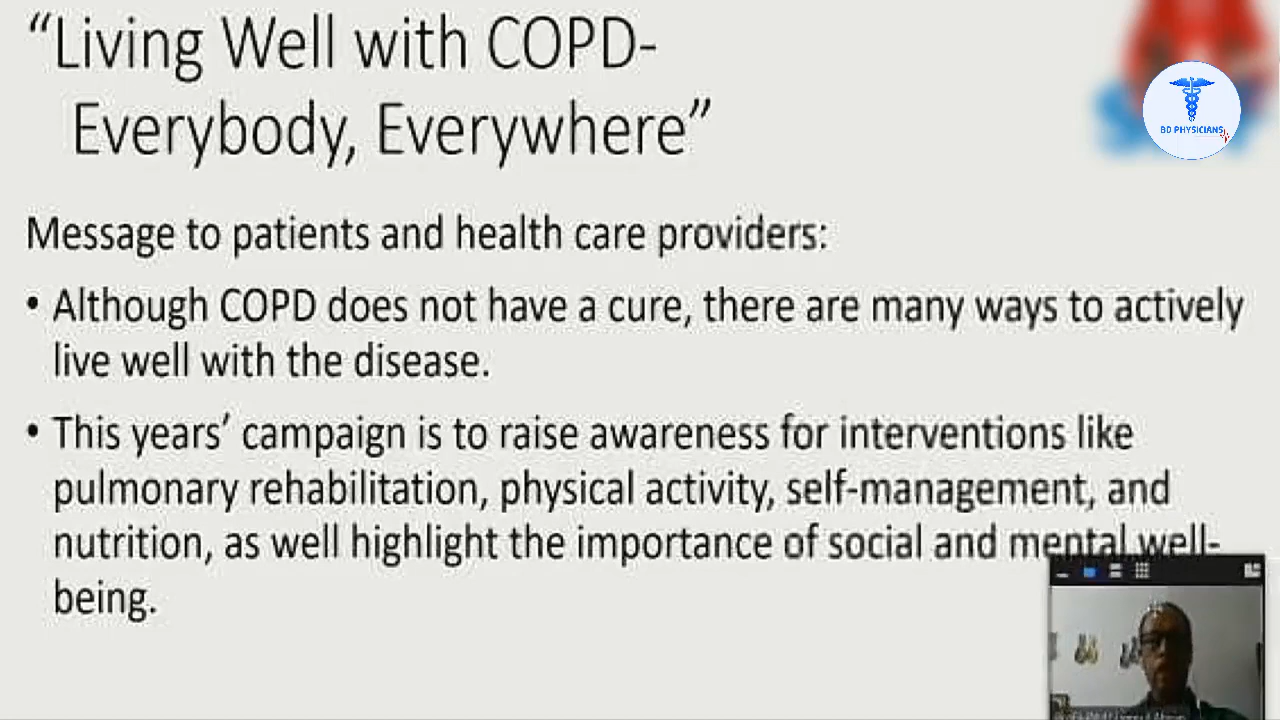 “Living Well with COPD-
Everybody, Everywhere”
BD PHYSICIANS
Message to patients and health care providers:
• Although COPD does not have a cure, there are many ways to actively
live well with the disease.
• This years’ campaign is to raise awareness for interventions like
pulmonary rehabilitation, physical activity, self-management, and
nutrition, as well highlight the importance of social and mental well-
being.